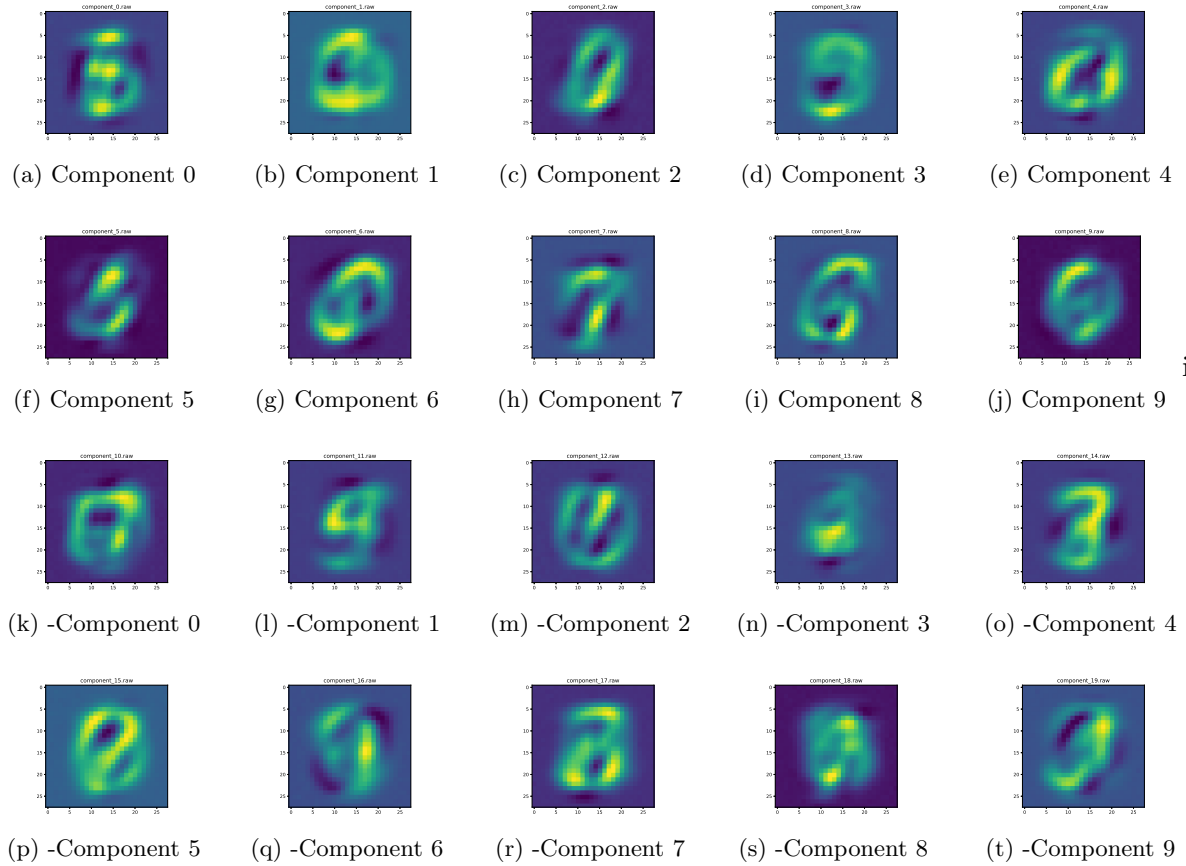 component_0.raw component_1.raw component_2.raw component_3.raw component_4.raw
(a) Component 0 (b) Component 1 (c) Component 2 (d) Component 3 (e) Component 4
component_5.raw component_6.raw component_7.raw component_8.raw component_9.raw
i
(f) Component 5 (g) Component 6 (h) Component 7 (i) Component 8 (j) Component 9
component_10.raw component_11.raw component_12.raw component_13.raw component_14.raw
(k) -Component 0 (l) -Component 1 (m) -Component 2 (n) -Component 3 (o) -Component 4
component_15.raw component_16.raw component_17.raw component_18.raw component_19.raw
(p) -Component 5 (q) -Component 6 (r) -Component 7 (s) -Component 8 (t) -Component 9